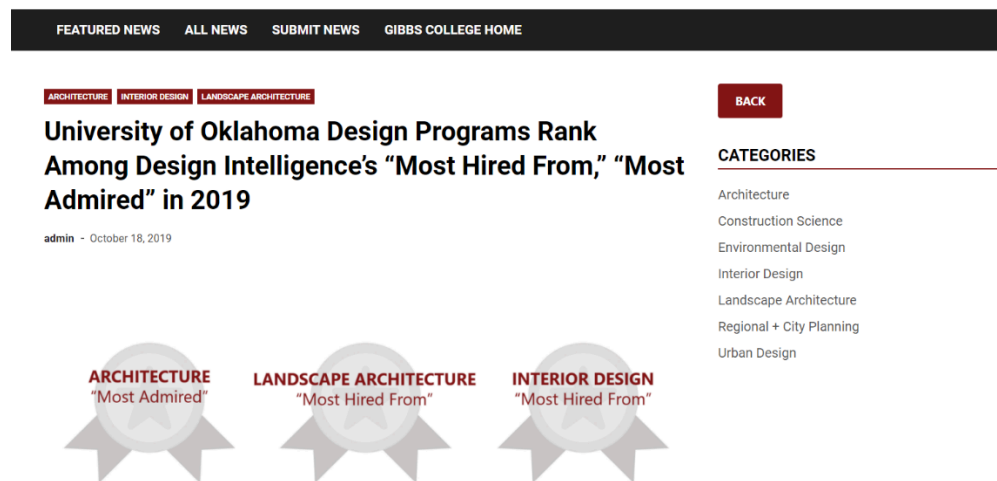 FEATURED NEWS ALL NEWS SUBMIT NEWS GIBBS COLLEGE HOME
ARCHITECTURE INTERIOR DESIGN LANDSCAPE ARCHITECTURE
University of Oklahoma Design Programs Rank
Among Design Intelligence’s “Most Hired From,” “Most
Admired” in 2019
admin - October 18, 2019
ARCHITECTURE
“Most Admired”
LANDSCAPE ARCHITECTURE
“Most Hired From”
INTERIOR DESIGN
“Most Hired From”
BACK
CATEGORIES
Architecture
Construction Science
Environmental Design
Interior Design
Landscape Architecture
Regional + City Planning
Urban Design